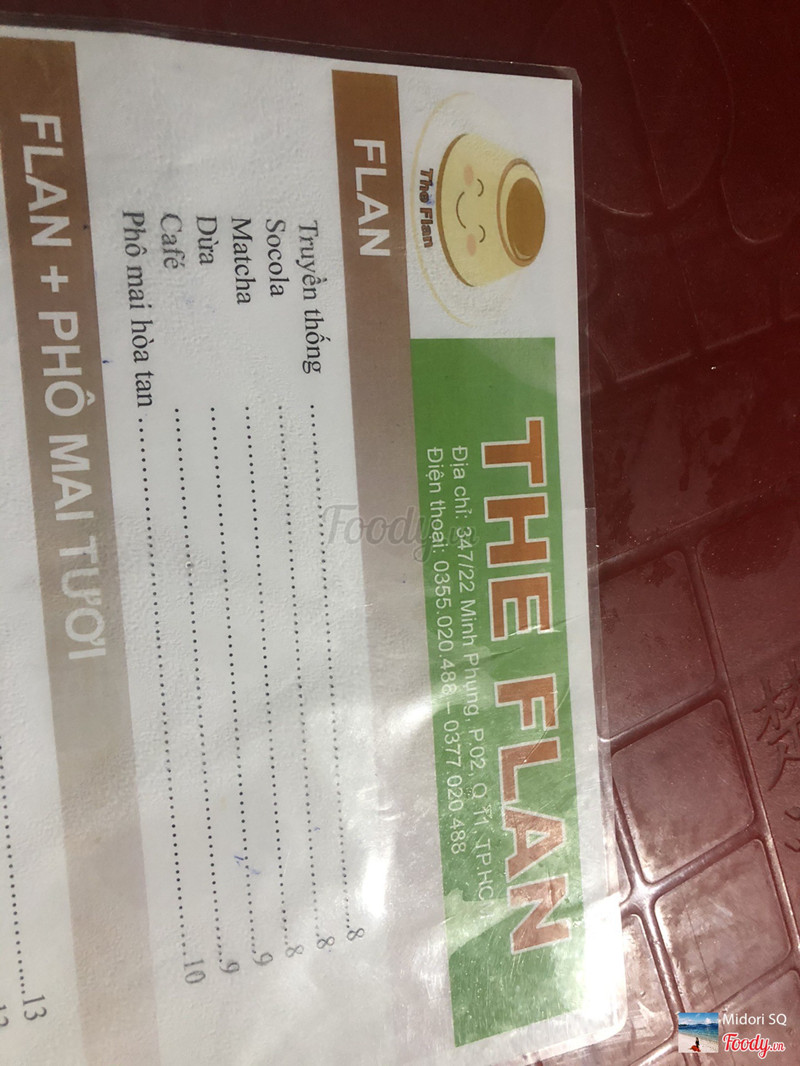 The Flan
THE FLAN
Địa chỉ: 347/22 Minh Phụng, P.02, Q.11, TP.HC
Điện thoại: 0355.020.488 – 0377.020.488
FLAN
Truyền thống ........8
Socola ........8
Matcha ........8
Dừa ........9
Café ........9
Phô mai hòa tan ........10
FLAN + PHÔ MAI TƯƠI
........13
Foody.vn
Midori SQ
Foody.vn